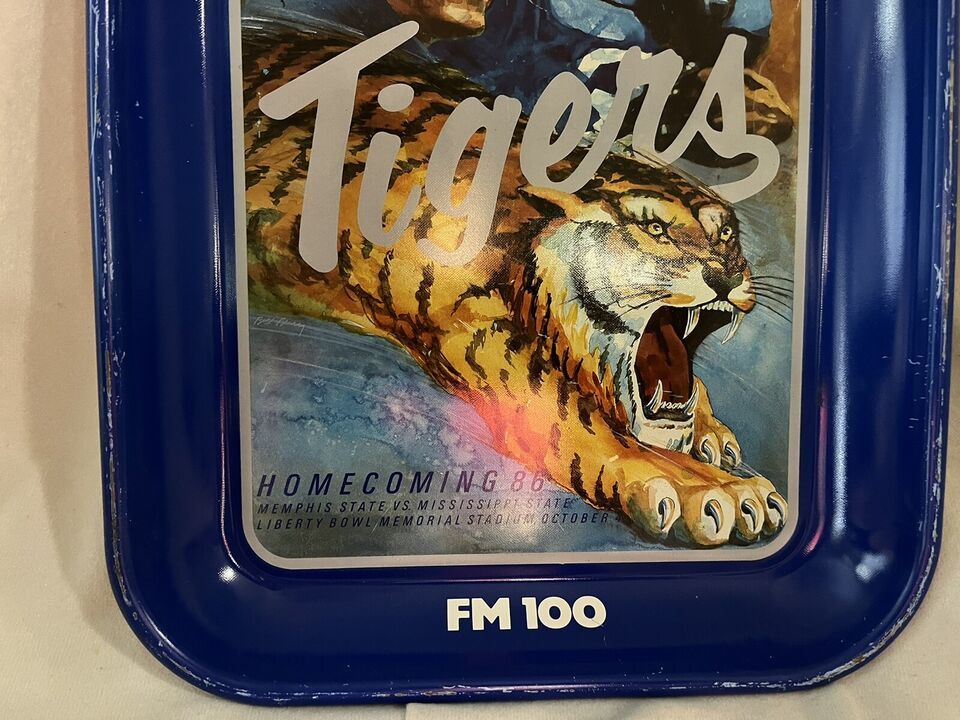 Tigers
HOMECOMING 86
MEMPHIS STATE VS. MISSISSIPPI STATE
LIBERTY BOWL MEMORIAL STADIUM OCTOBER
FM 100